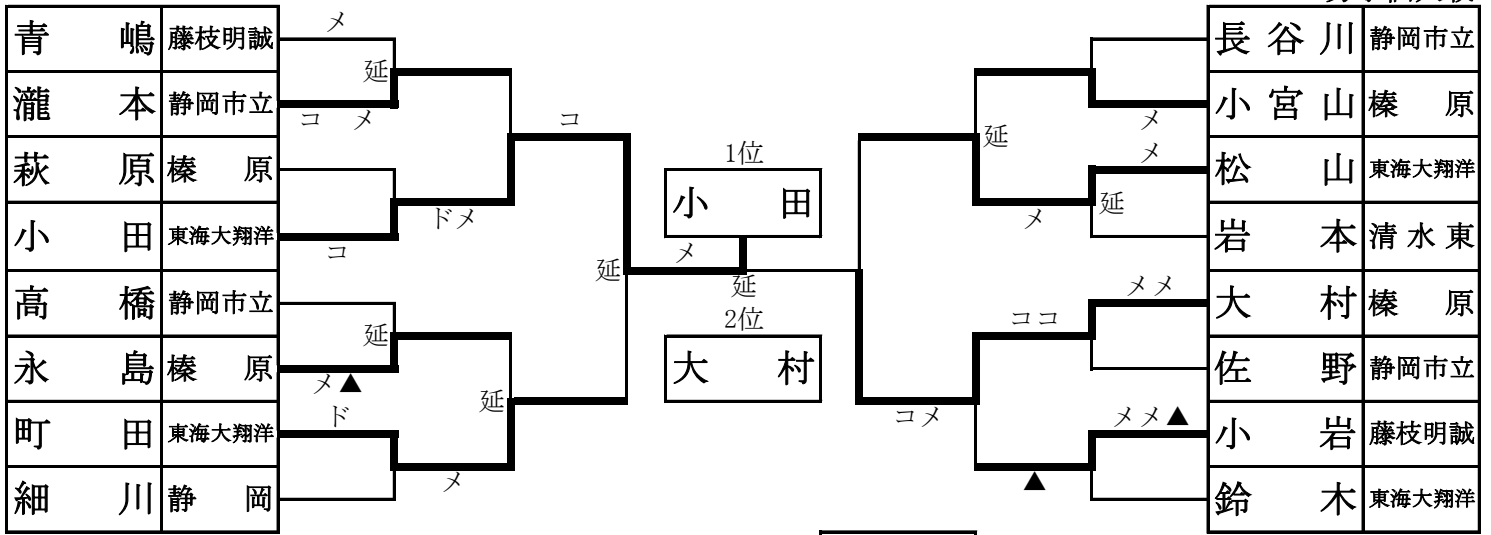 青嶋 藤枝明誠 メ 長谷川 静岡市立
延
瀧本 静岡市立 コ メ 小宮山 榛原 メ
コ 延
萩原 榛原 1位 メ 松山 東海大翔洋
小田 ドメ メ 延
小田 東海大翔洋 コ 岩本 清水東
メ
延 延
高橋 静岡市立 2位 ココ メメ 大村 榛原
延
永島 榛原 メ▲ 大村 佐野 静岡市立
延
町田 東海大翔洋 ド コメ メメ▲ 小岩 藤枝明誠
メ ▲
細川 静岡 鈴木 東海大翔洋